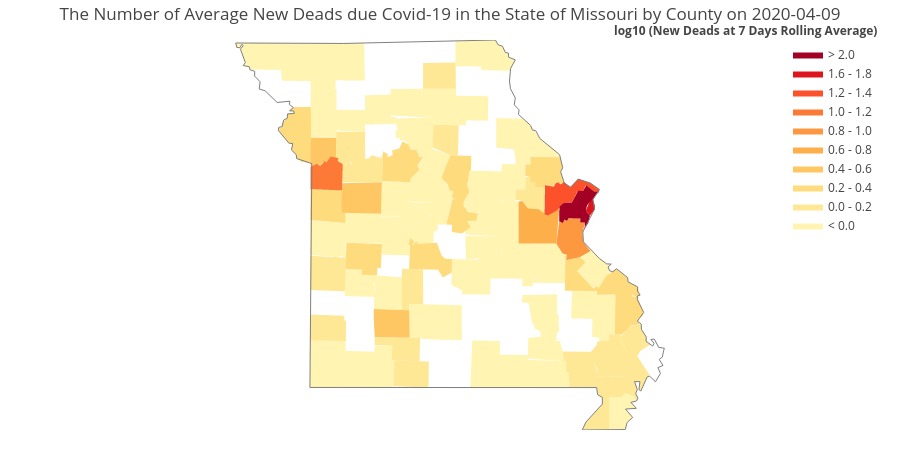 The Number of Average New Deads due Covid-19 in the State of Missouri by County on 2020-04-09
log10 (New Deads at 7 Days Rolling Average)
> 2.0
1.6 - 1.8
1.2 - 1.4
1.0 - 1.2
0.8 - 1.0
0.6 - 0.8
0.4 - 0.6
0.2 - 0.4
0.0 - 0.2
< 0.0